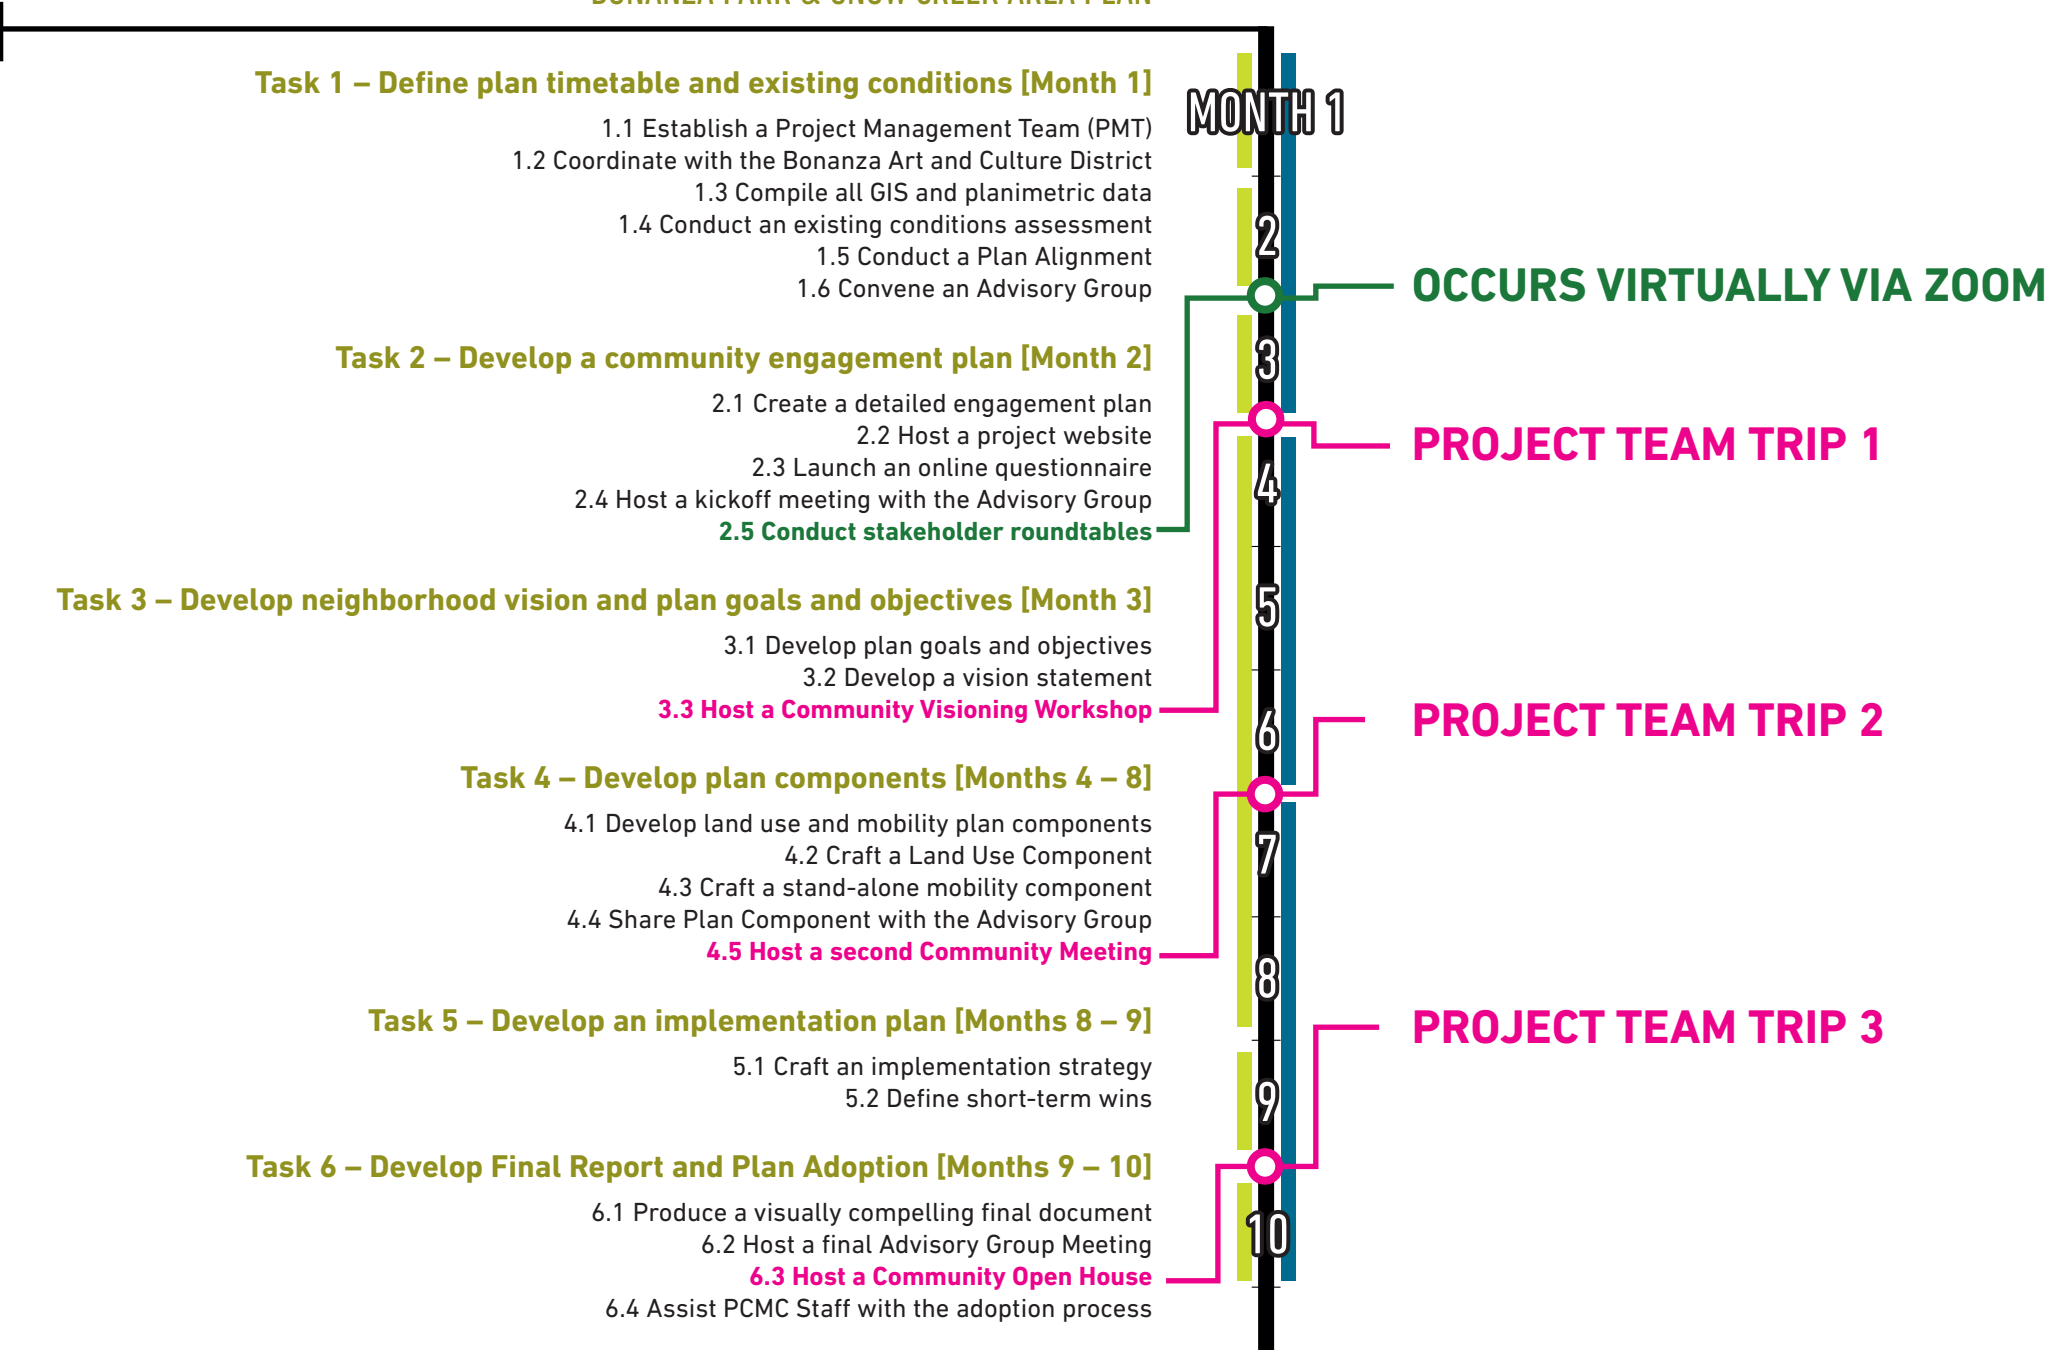 BONANZA PARK & SNOW CREEK AREA PLAN
Task 1 – Define plan timetable and existing conditions [Month 1]
1.1 Establish a Project Management Team (PMT)
1.2 Coordinate with the Bonanza Art and Culture District
1.3 Compile all GIS and planimetric data
1.4 Conduct an existing conditions assessment
1.5 Conduct a Plan Alignment
1.6 Convene an Advisory Group
Task 2 – Develop a community engagement plan [Month 2]
2.1 Create a detailed engagement plan
2.2 Host a project website
2.3 Launch an online questionnaire
2.4 Host a kickoff meeting with the Advisory Group
2.5 Conduct stakeholder roundtables
Task 3 – Develop neighborhood vision and plan goals and objectives [Month 3]
3.1 Develop plan goals and objectives
3.2 Develop a vision statement
3.3 Host a Community Visioning Workshop
Task 4 – Develop plan components [Months 4 – 8]
4.1 Develop land use and mobility plan components
4.2 Craft a Land Use Component
4.3 Craft a stand-alone mobility component
4.4 Share Plan Component with the Advisory Group
4.5 Host a second Community Meeting
Task 5 – Develop an implementation plan [Months 8 – 9]
5.1 Craft an implementation strategy
5.2 Define short-term wins
Task 6 – Develop Final Report and Plan Adoption [Months 9 – 10]
6.1 Produce a visually compelling final document
6.2 Host a final Advisory Group Meeting
6.3 Host a Community Open House
6.4 Assist PCMC Staff with the adoption process
MONTH 1
2
3
4
5
6
7
8
9
10
OCCURS VIRTUALLY VIA ZOOM
PROJECT TEAM TRIP 1
PROJECT TEAM TRIP 2
PROJECT TEAM TRIP 3